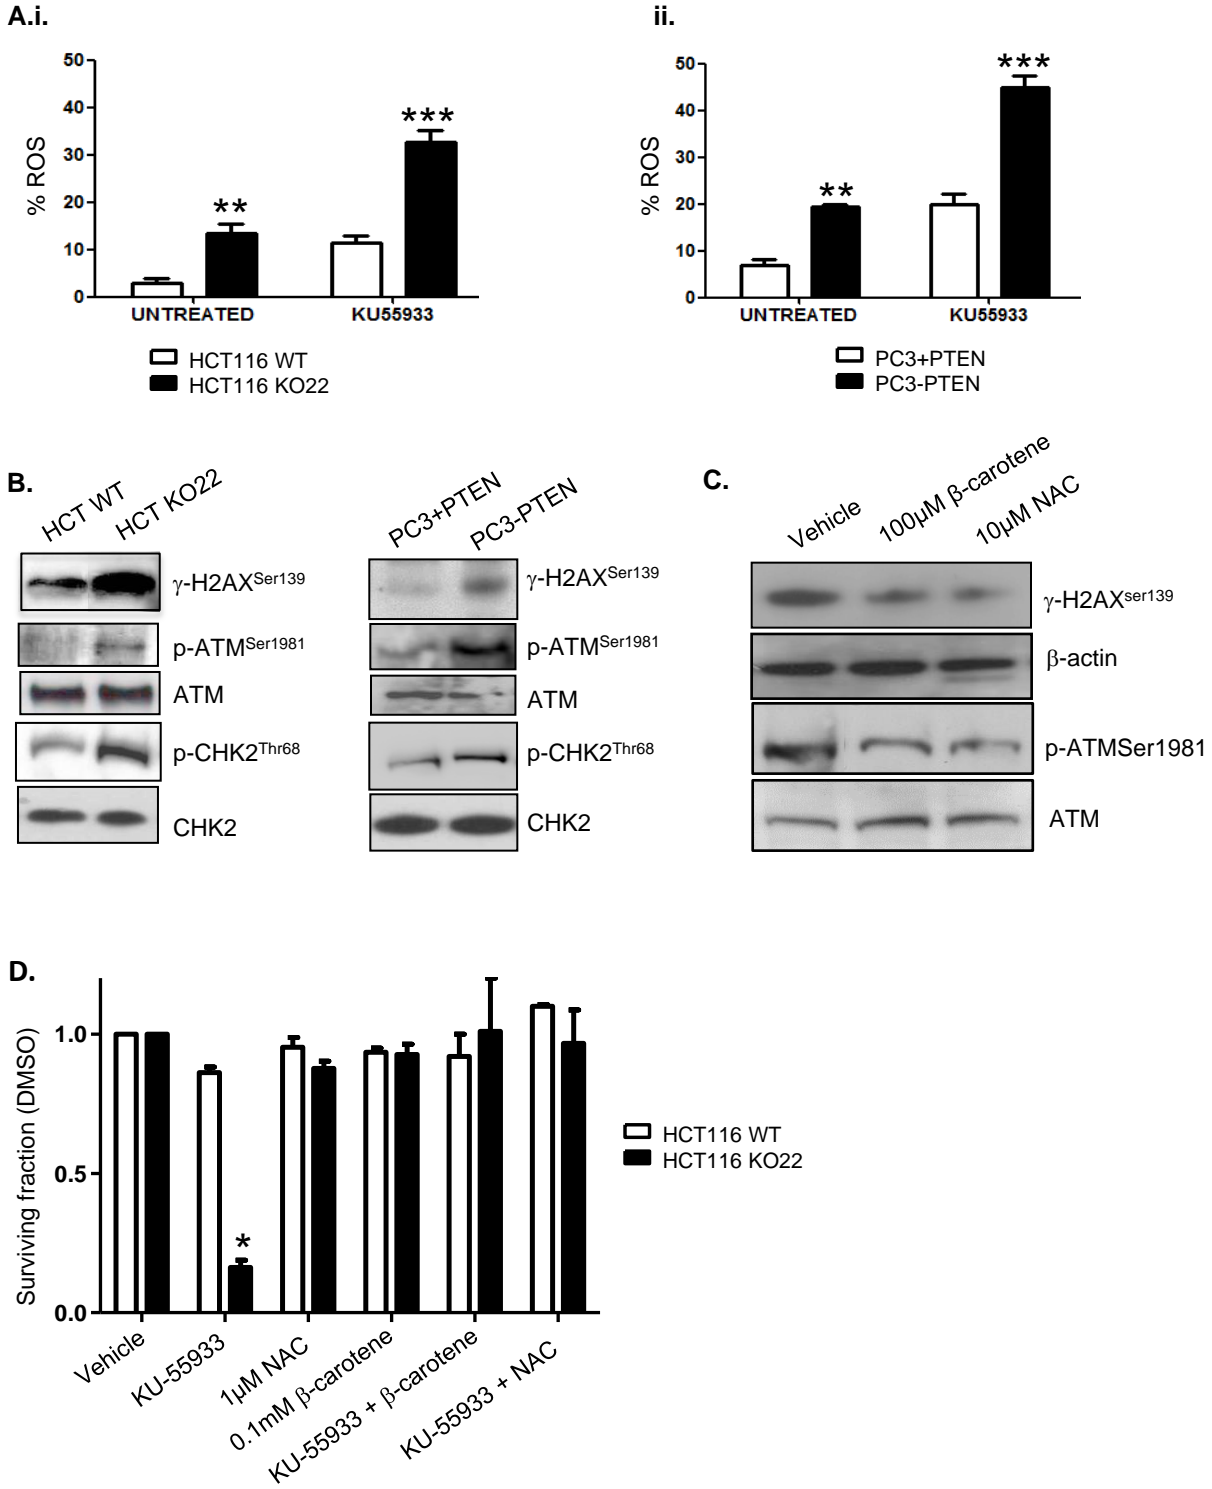 A.i.
50
40
30
20
10
0
% ROS
**
***
UNTREATED KU55933
HCT116 WT
HCT116 KO22
ii.
50
40
30
20
10
0
% ROS
**
***
UNTREATED KU55933
PC3+PTEN
PC3-PTEN
B.
HCT WT
HCT KO22
γ-H2AXSer139
p-ATMSer1981
ATM
p-CHK2Thr68
CHK2
PC3+PTEN
PC3-PTEN
γ-H2AXSer139
p-ATMSer1981
ATM
p-CHK2Thr68
CHK2
C.
Vehicle
100µM β-carotene
10µM NAC
γ-H2AXser139
β-actin
p-ATMSer1981
ATM
D.
Surviving fraction (DMSO)
1.0
0.5
0.0
*
Vehicle
KU-55933
1µM NAC
0.1mM β-carotene
KU-55933 + β-carotene
KU-55933 + NAC
HCT116 WT
HCT116 KO22